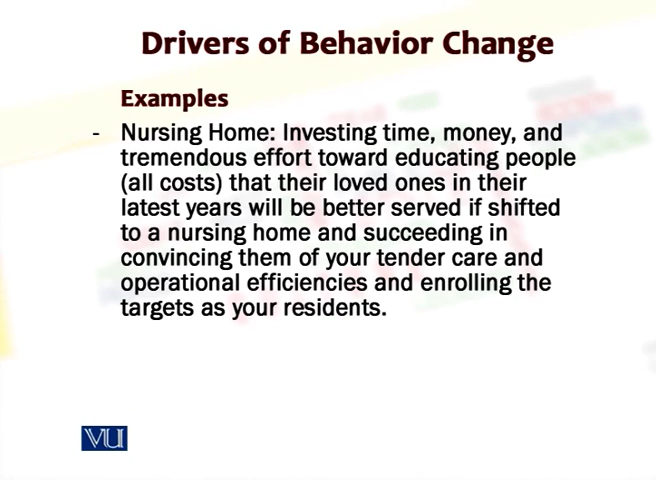 Drivers of Behavior Change
Examples
- Nursing Home: Investing time, money, and
tremendous effort toward educating people
(all costs) that their loved ones in their
latest years will be better served if shifted
to a nursing home and succeeding in
convincing them of your tender care and
operational efficiencies and enrolling the
targets as your residents.
VU